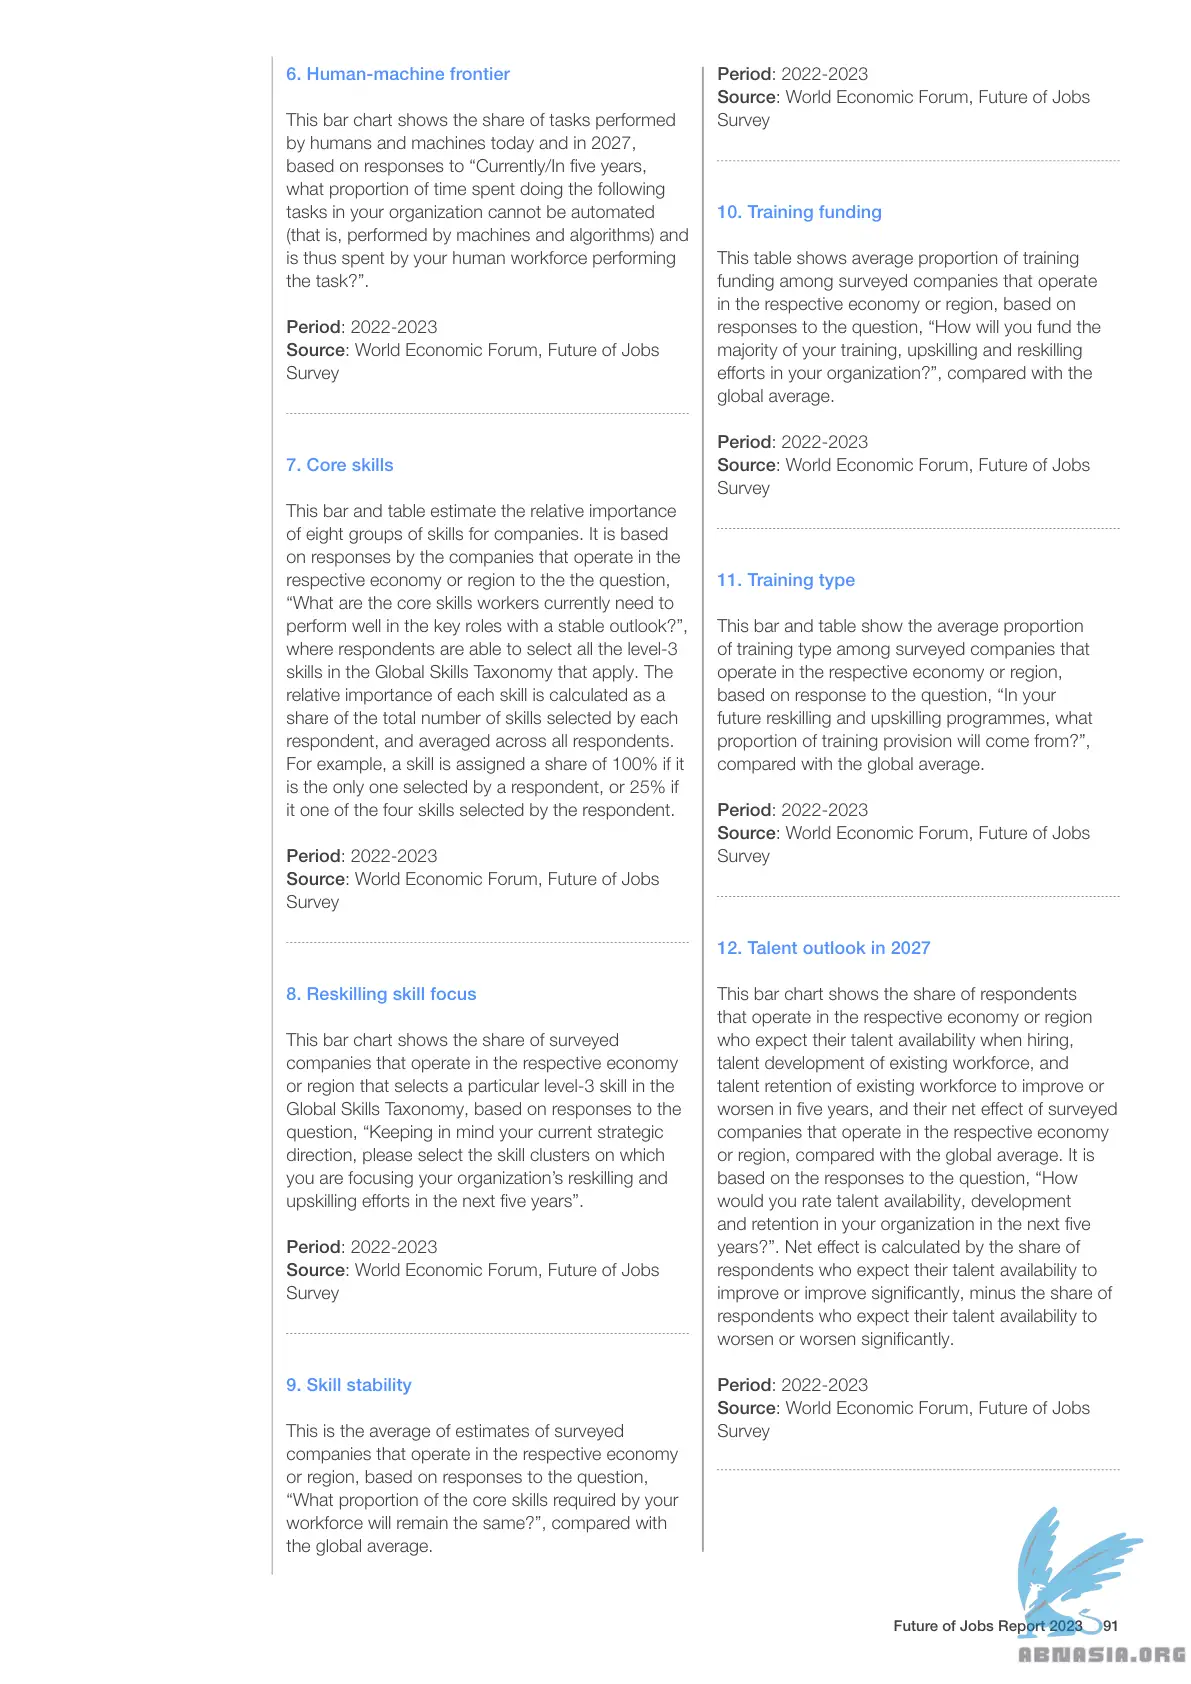 6. Human-machine frontier
This bar chart shows the share of tasks performed
by humans and machines today and in 2027,
based on responses to “Currently/In five years,
what proportion of time spent doing the following
tasks in your organization cannot be automated
(that is, performed by machines and algorithms) and
is thus spent by your human workforce performing
the task?”.
Period: 2022-2023
Source: World Economic Forum, Future of Jobs
Survey
7. Core skills
This bar and table estimate the relative importance
of eight groups of skills for companies. It is based
on responses by the companies that operate in the
respective economy or region to the the question,
“What are the core skills workers currently need to
perform well in the key roles with a stable outlook?”,
where respondents are able to select all the level-3
skills in the Global Skills Taxonomy that apply. The
relative importance of each skill is calculated as a
share of the total number of skills selected by each
respondent, and averaged across all respondents.
For example, a skill is assigned a share of 100% if it
is the only one selected by a respondent, or 25% if
it one of the four skills selected by the respondent.
Period: 2022-2023
Source: World Economic Forum, Future of Jobs
Survey
8. Reskilling skill focus
This bar chart shows the share of surveyed
companies that operate in the respective economy
or region that selects a particular level-3 skill in the
Global Skills Taxonomy, based on responses to the
question, “Keeping in mind your current strategic
direction, please select the skill clusters on which
you are focusing your organization’s reskilling and
upskilling efforts in the next five years”.
Period: 2022-2023
Source: World Economic Forum, Future of Jobs
Survey
9. Skill stability
This is the average of estimates of surveyed
companies that operate in the respective economy
or region, based on responses to the question,
“What proportion of the core skills required by your
workforce will remain the same?”, compared with
the global average.
Period: 2022-2023
Source: World Economic Forum, Future of Jobs
Survey
10. Training funding
This table shows average proportion of training
funding among surveyed companies that operate
in the respective economy or region, based on
responses to the question, “How will you fund the
majority of your training, upskilling and reskilling
efforts in your organization?”, compared with the
global average.
Period: 2022-2023
Source: World Economic Forum, Future of Jobs
Survey
11. Training type
This bar and table show the average proportion
of training type among surveyed companies that
operate in the respective economy or region,
based on response to the question, “In your
future reskilling and upskilling programmes, what
proportion of training provision will come from?”,
compared with the global average.
Period: 2022-2023
Source: World Economic Forum, Future of Jobs
Survey
12. Talent outlook in 2027
This bar chart shows the share of respondents
that operate in the respective economy or region
who expect their talent availability when hiring,
talent development of existing workforce, and
talent retention of existing workforce to improve or
worsen in five years, and their net effect of surveyed
companies that operate in the respective economy
or region, compared with the global average. It is
based on the responses to the question, “How
would you rate talent availability, development
and retention in your organization in the next five
years?”. Net effect is calculated by the share of
respondents who expect their talent availability to
improve or improve significantly, minus the share of
respondents who expect their talent availability to
worsen or worsen significantly.
Period: 2022-2023
Source: World Economic Forum, Future of Jobs
Survey
Future of Jobs Report 2023 91
ABNASIA.ORG